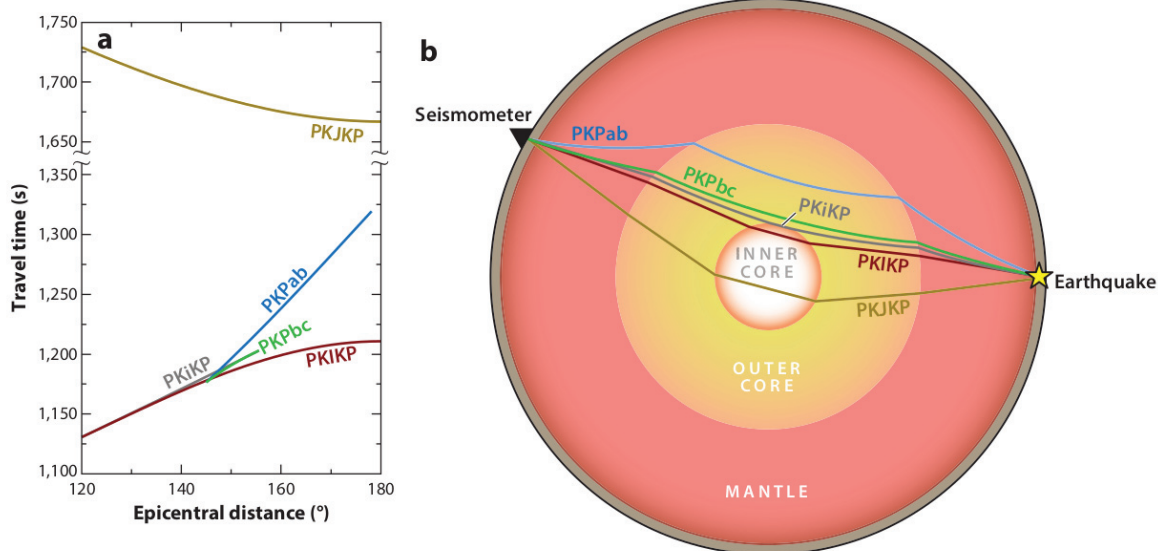 a
1,750
1,700
1,650
1,350
1,300
1,250
1,200
1,150
1,100
Travel time (s)
120
140
160
180
Epicentral distance (°)
PKJKP
PKPab
PKPbc
PKiKP
PKIKP
b
Seismometer
PKPab
PKPbc
PKiKP
INNER
CORE
PKIKP
PKJKP
Earthquake
OUTER
CORE
MANTLE